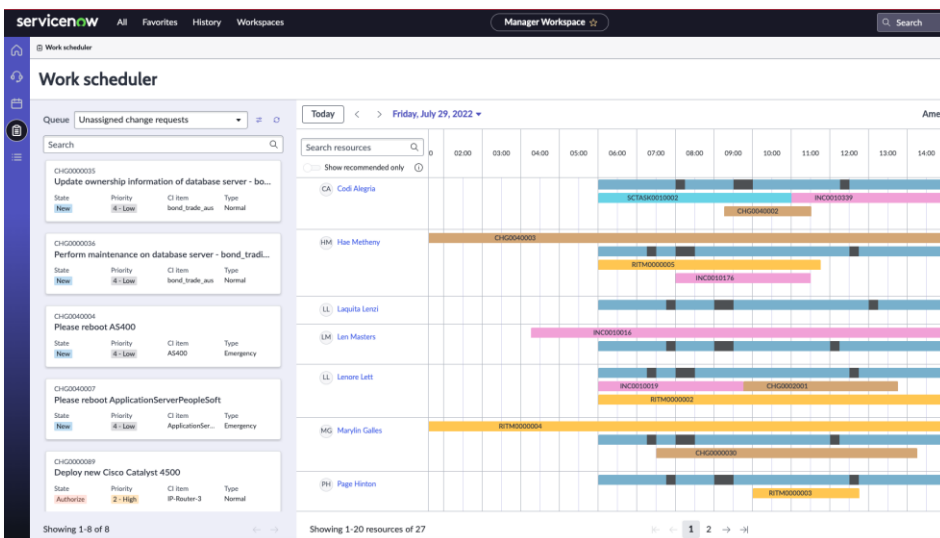 servicenow All Favorites History Workspaces Manager Workspace ☆ Search
Work scheduler
Work scheduler
Queue Unassigned change requests
Search
CHG0000035
Update ownership information of database server - bo...
State Priority CI item Type
New 4 - Low bond_trade_aus Normal
CHG0000036
Perform maintenance on database server - bond_tradi...
State Priority CI item Type
New 4 - Low bond_trade_aus Normal
CHG0040004
Please reboot AS400
State Priority CI item Type
New 4 - Low AS400 Emergency
CHG0040007
Please reboot ApplicationServerPeopleSoft
State Priority CI item Type
New 4 - Low ApplicationSer... Emergency
CHG0000089
Deploy new Cisco Catalyst 4500
State Priority CI item Type
Authorize 2 - High IP-Router-3 Normal
Showing 1-8 of 8
Today < > Friday, July 29, 2022 Ame
Search resources
Show recommended only
0 02:00 03:00 04:00 05:00 06:00 07:00 08:00 09:00 10:00 11:00 12:00 13:00 14:00
CA Codi Alegria
SCTASK0010002 INC0010339
CHG0040002
CHG0040003
HM Hae Metheny
RITM0000005
INC0010176
LL Laquita Lenzi
INC0010016
LM Len Masters
LL Lenore Lett
INC0010019 CHG0002001
RITM0000002
RITM0000004
MG Marylin Galles
CHG0000030
PH Page Hinton
RITM0000003
Showing 1-20 resources of 27 1 2